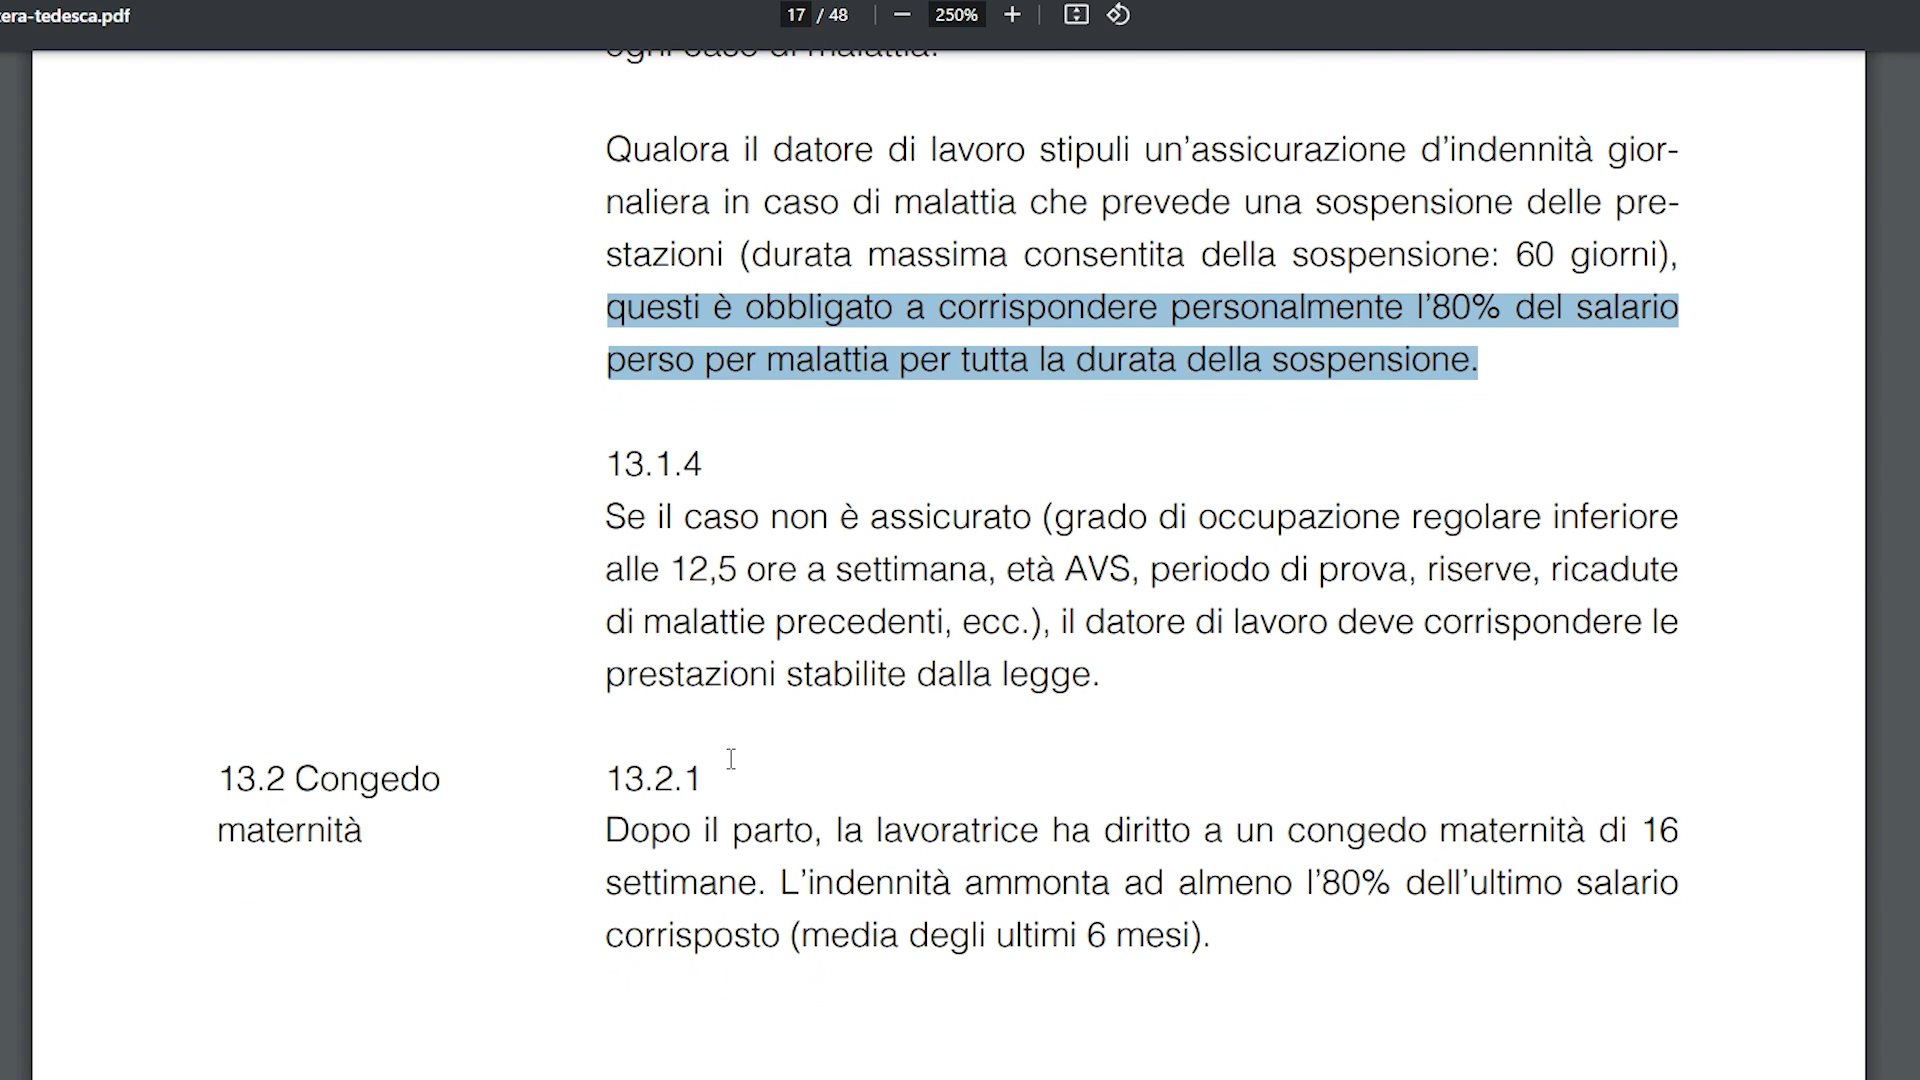 tera-tedesca.pdf
17 / 48
250%
ogni caso di malattia.
Qualora il datore di lavoro stipuli un’assicurazione d’indennità gior-
naliera in caso di malattia che prevede una sospensione delle pre-
stazioni (durata massima consentita della sospensione: 60 giorni),
questi è obbligato a corrispondere personalmente l’80% del salario
perso per malattia per tutta la durata della sospensione.
13.1.4
Se il caso non è assicurato (grado di occupazione regolare inferiore
alle 12,5 ore a settimana, età AVS, periodo di prova, riserve, ricadute
di malattie precedenti, ecc.), il datore di lavoro deve corrispondere le
prestazioni stabilite dalla legge.
13.2 Congedo
maternità
13.2.1
Dopo il parto, la lavoratrice ha diritto a un congedo maternità di 16
settimane. L’indennità ammonta ad almeno l’80% dell’ultimo salario
corrisposto (media degli ultimi 6 mesi).